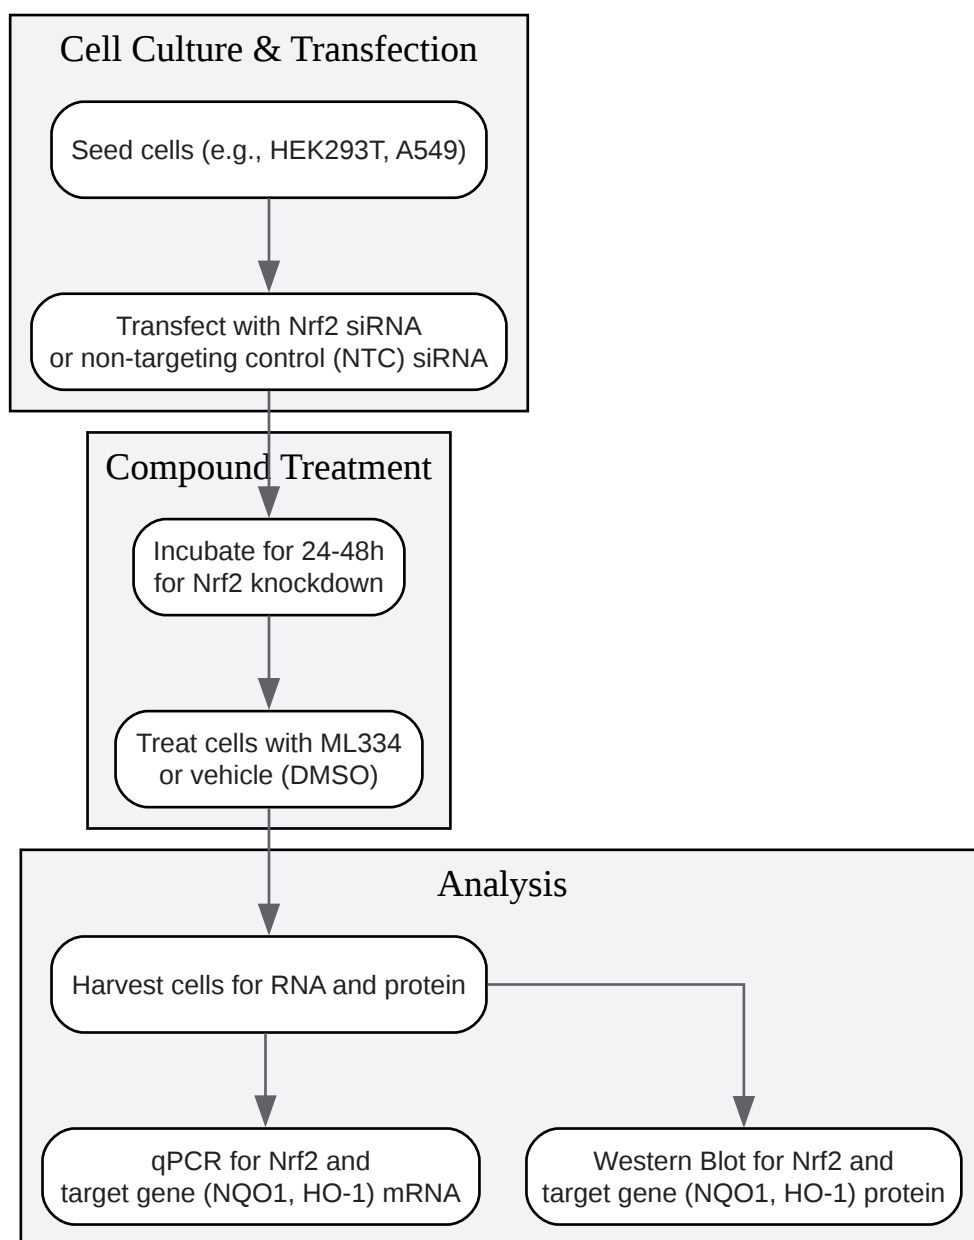 Cell Culture & Transfection
Seed cells (e.g., HEK293T, A549)
Transfect with Nrf2 siRNA
or non-targeting control (NTC) siRNA
Compound Treatment
Incubate for 24-48h
for Nrf2 knockdown
Treat cells with ML334
or vehicle (DMSO)
Analysis
Harvest cells for RNA and protein
qPCR for Nrf2 and
target gene (NQO1, HO-1) mRNA
Western Blot for Nrf2 and
target gene (NQO1, HO-1) protein